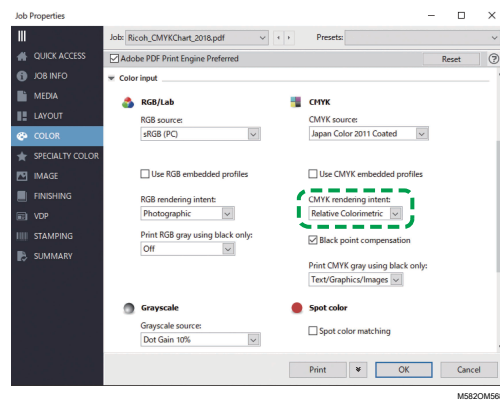 Job Properties
Job: Ricoh_CMYKChart_2018.pdf
Presets:
QUICK ACCESS
JOB INFO
MEDIA
LAYOUT
COLOR
SPECIALTY COLOR
IMAGE
FINISHING
VDP
STAMPING
SUMMARY
Adobe PDF Print Engine Preferred
Reset
Color input
RGB/Lab
RGB source:
sRGB (PC)
Use RGB embedded profiles
RGB rendering intent:
Photographic
Print RGB gray using black only:
Off
CMYK
CMYK source:
Japan Color 2011 Coated
Use CMYK embedded profiles
CMYK rendering intent:
Relative Colorimetric
Black point compensation
Print CMYK gray using black only:
Text/Graphics/Images
Grayscale
Grayscale source:
Dot Gain 10%
Spot color
Spot color matching
Print
OK
Cancel